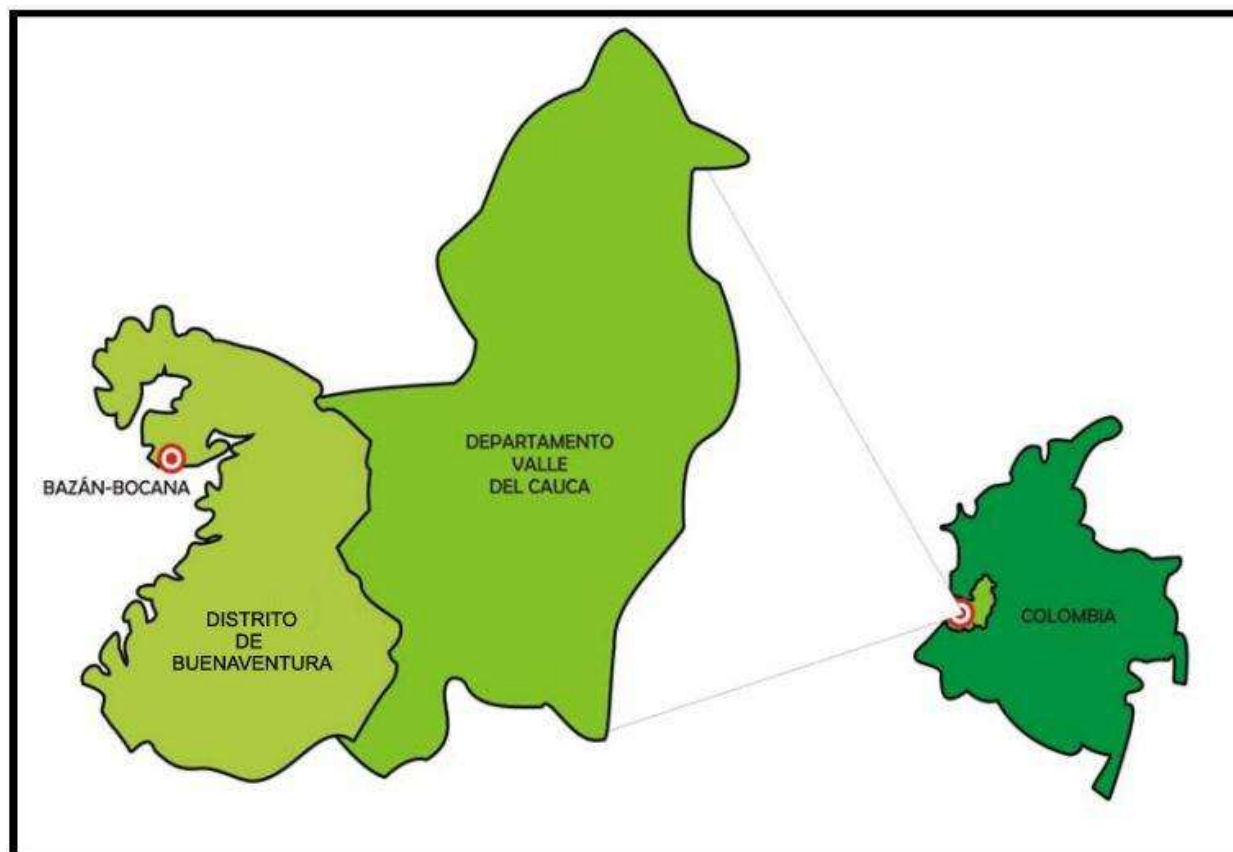 DEPARTAMENTO
VALLE
DEL CAUCA
BAZÁN-BOCANA
DISTRITO
DE
BUENAVENTURA
COLOMBIA